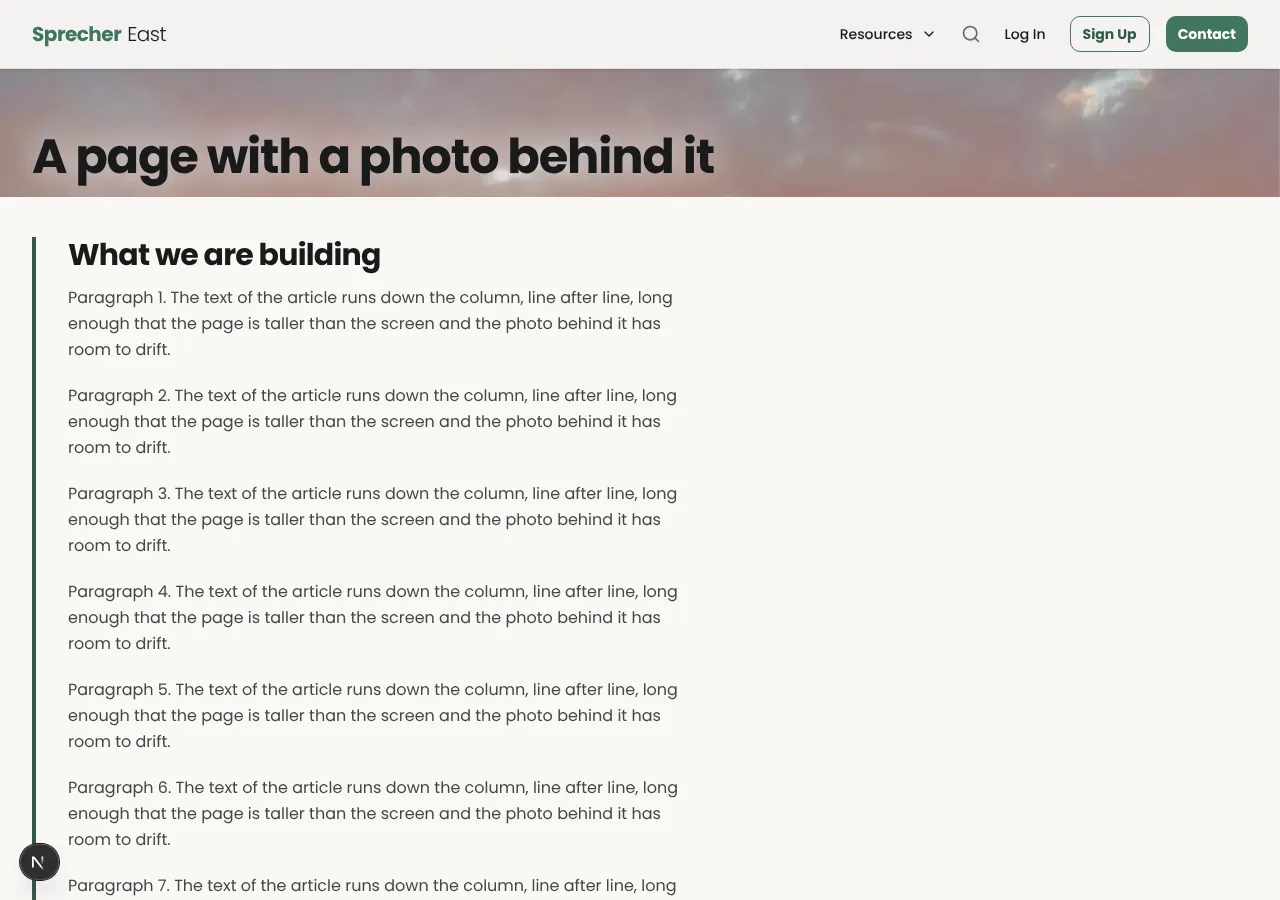 Sprecher East
Resources
Log In
Sign Up
Contact
A page with a photo behind it
What we are building
Paragraph 1. The text of the article runs down the column, line after line, long
enough that the page is taller than the screen and the photo behind it has
room to drift.
Paragraph 2. The text of the article runs down the column, line after line, long
enough that the page is taller than the screen and the photo behind it has
room to drift.
Paragraph 3. The text of the article runs down the column, line after line, long
enough that the page is taller than the screen and the photo behind it has
room to drift.
Paragraph 4. The text of the article runs down the column, line after line, long
enough that the page is taller than the screen and the photo behind it has
room to drift.
Paragraph 5. The text of the article runs down the column, line after line, long
enough that the page is taller than the screen and the photo behind it has
room to drift.
Paragraph 6. The text of the article runs down the column, line after line, long
enough that the page is taller than the screen and the photo behind it has
room to drift.
N
Paragraph 7. The text of the article runs down the column, line after line, long